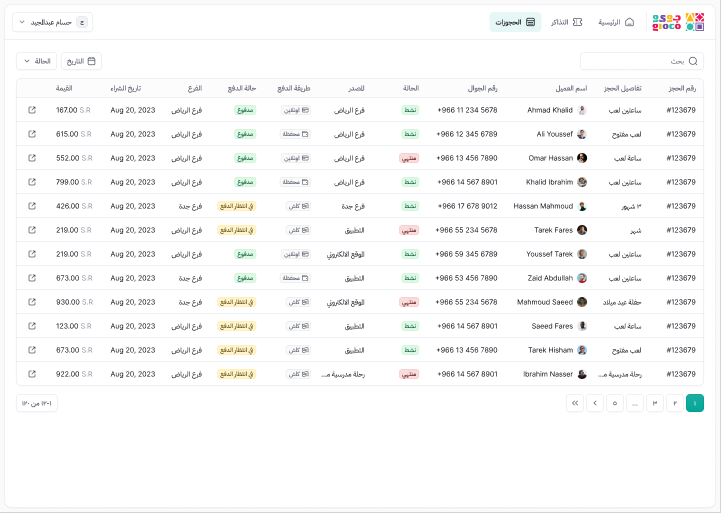 جوي كو
gioco
الرئيسية
التذاكر
الحجوزات
حسام عبدالمجيد
ح
بحث
التاريخ
الحالة
رقم الحجز تفاصيل الحجز اسم العميل رقم الجوال الحالة المصدر طريقة الدفع حالة الدفع الفرع تاريخ الشراء القيمة
#123679 ساعتين لعب Ahmad Khalid +966 11 234 5678 نشط فرع الرياض اونلاين مدفوع فرع الرياض Aug 20, 2023 167.00 S.R
#123679 لعب مفتوح Ali Youssef +966 12 345 6789 نشط فرع الرياض محفظة مدفوع فرع الرياض Aug 20, 2023 615.00 S.R
#123679 ساعة لعب Omar Hassan +966 13 456 7890 منتهي فرع الرياض اونلاين مدفوع فرع الرياض Aug 20, 2023 552.00 S.R
#123679 ساعتين لعب Khalid Ibrahim +966 14 567 8901 نشط فرع الرياض محفظة مدفوع فرع الرياض Aug 20, 2023 799.00 S.R
#123679 ٣ شهور Hassan Mahmoud +966 17 678 9012 نشط فرع جدة كاش في انتظار الدفع فرع جدة Aug 20, 2023 426.00 S.R
#123679 شهر Tarek Fares +966 55 234 5678 منتهي التطبيق كاش في انتظار الدفع فرع الرياض Aug 20, 2023 219.00 S.R
#123679 ساعتين لعب Youssef Tarek +966 59 345 6789 نشط الموقع الالكتروني اونلاين مدفوع فرع الرياض Aug 20, 2023 219.00 S.R
#123679 ساعتين لعب Zaid Abdullah +966 53 456 7890 نشط التطبيق محفظة مدفوع فرع جدة Aug 20, 2023 673.00 S.R
#123679 حفلة عيد ميلاد Mahmoud Saeed +966 55 234 5678 منتهي الموقع الالكتروني كاش في انتظار الدفع فرع جدة Aug 20, 2023 930.00 S.R
#123679 ساعة لعب Saeed Fares +966 14 567 8901 نشط التطبيق كاش في انتظار الدفع فرع الرياض Aug 20, 2023 123.00 S.R
#123679 لعب مفتوح Tarek Hisham +966 13 456 7890 نشط التطبيق كاش في انتظار الدفع فرع الرياض Aug 20, 2023 673.00 S.R
#123679 رحلة مدرسية م... Ibrahim Nasser +966 14 567 8901 منتهي رحلة مدرسية م... كاش في انتظار الدفع فرع الرياض Aug 20, 2023 922.00 S.R
١ ٢ ٣ ... ٥
١-١٢ من ١٢٠